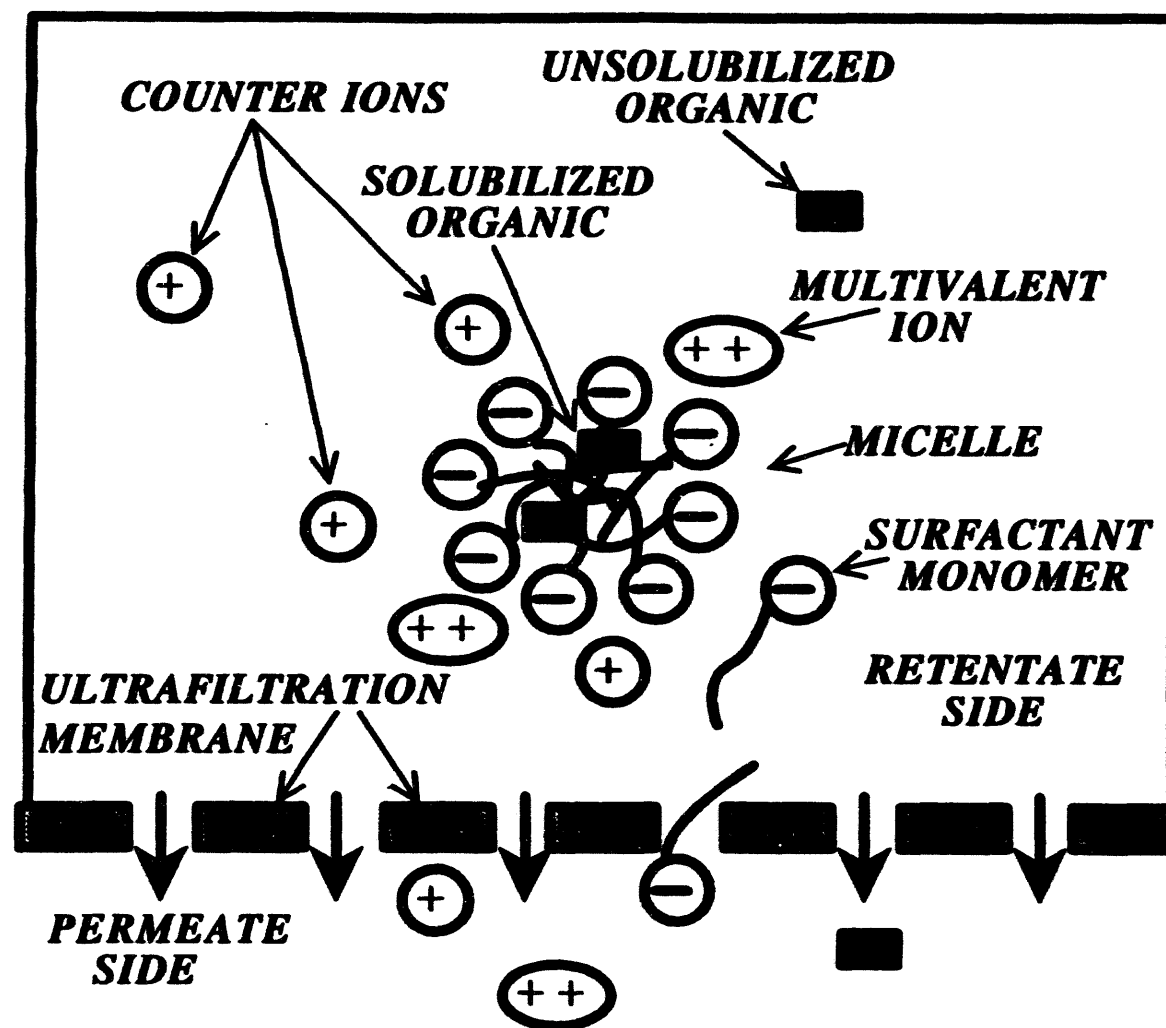 COUNTER IONS
UNSOLUBILIZED
ORGANIC
SOLUBILIZED
ORGANIC
+
+
MULTIVALENT
ION
+ +
−
−
−
MICELLE
−
+
−
−
SURFACTANT
MONOMER
−
−
−
+ +
+
RETENTATE
SIDE
ULTRAFILTRATION
MEMBRANE
+
−
PERMEATE
SIDE
+ +